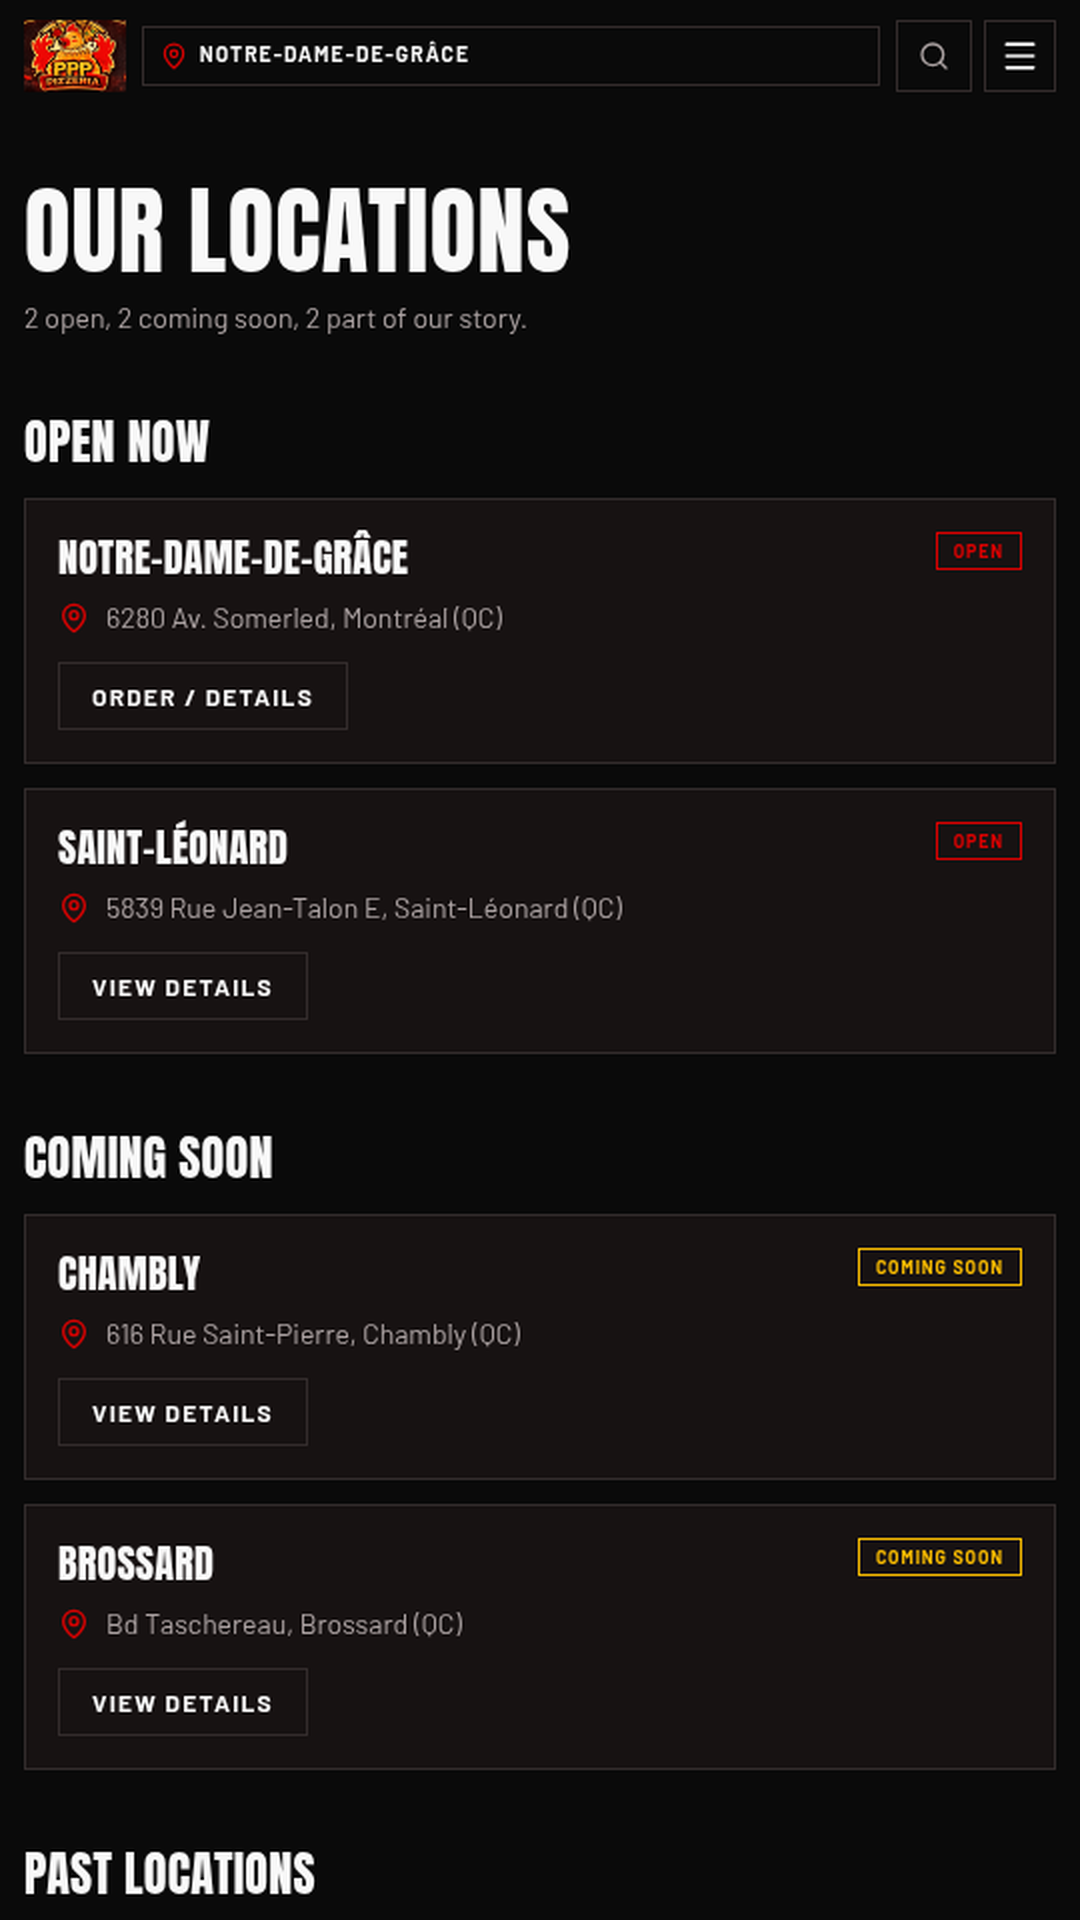 PPP
PIZZERIA
NOTRE-DAME-DE-GRÂCE
OUR LOCATIONS
2 open, 2 coming soon, 2 part of our story.
OPEN NOW
NOTRE-DAME-DE-GRÂCE
OPEN
6280 Av. Somerled, Montréal (QC)
ORDER / DETAILS
SAINT-LÉONARD
OPEN
5839 Rue Jean-Talon E, Saint-Léonard (QC)
VIEW DETAILS
COMING SOON
CHAMBLY
COMING SOON
616 Rue Saint-Pierre, Chambly (QC)
VIEW DETAILS
BROSSARD
COMING SOON
Bd Taschereau, Brossard (QC)
VIEW DETAILS
PAST LOCATIONS